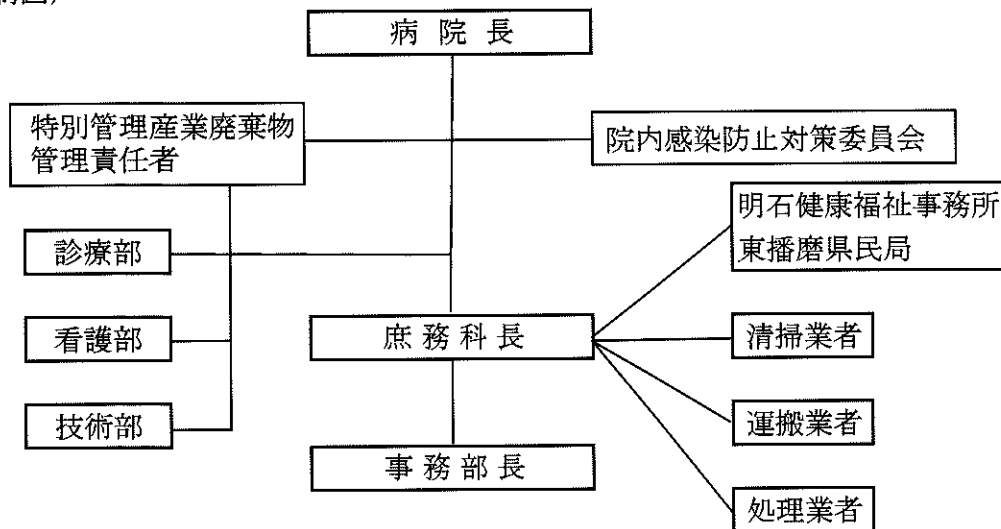 病院長
特別管理産業廃棄物
管理責任者
院内感染防止対策委員会
明石健康福祉事務所
東播磨県民局
診療部
庶務科長
清掃業者
看護部
運搬業者
技術部
事務部長
処理業者